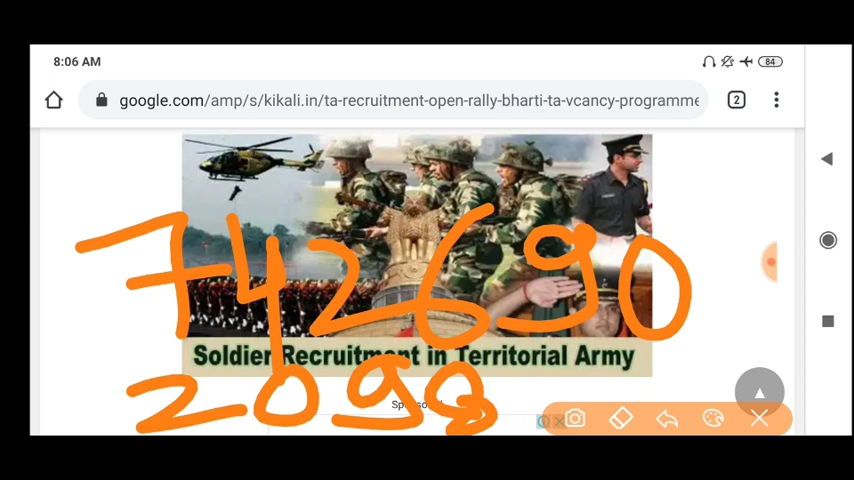 8:06 AM
84
google.com/amp/s/kikali.in/ta-recruitment-open-rally-bharti-ta-vcancy-programme
2
742690
Soldier Recruitment in Territorial Army
2098